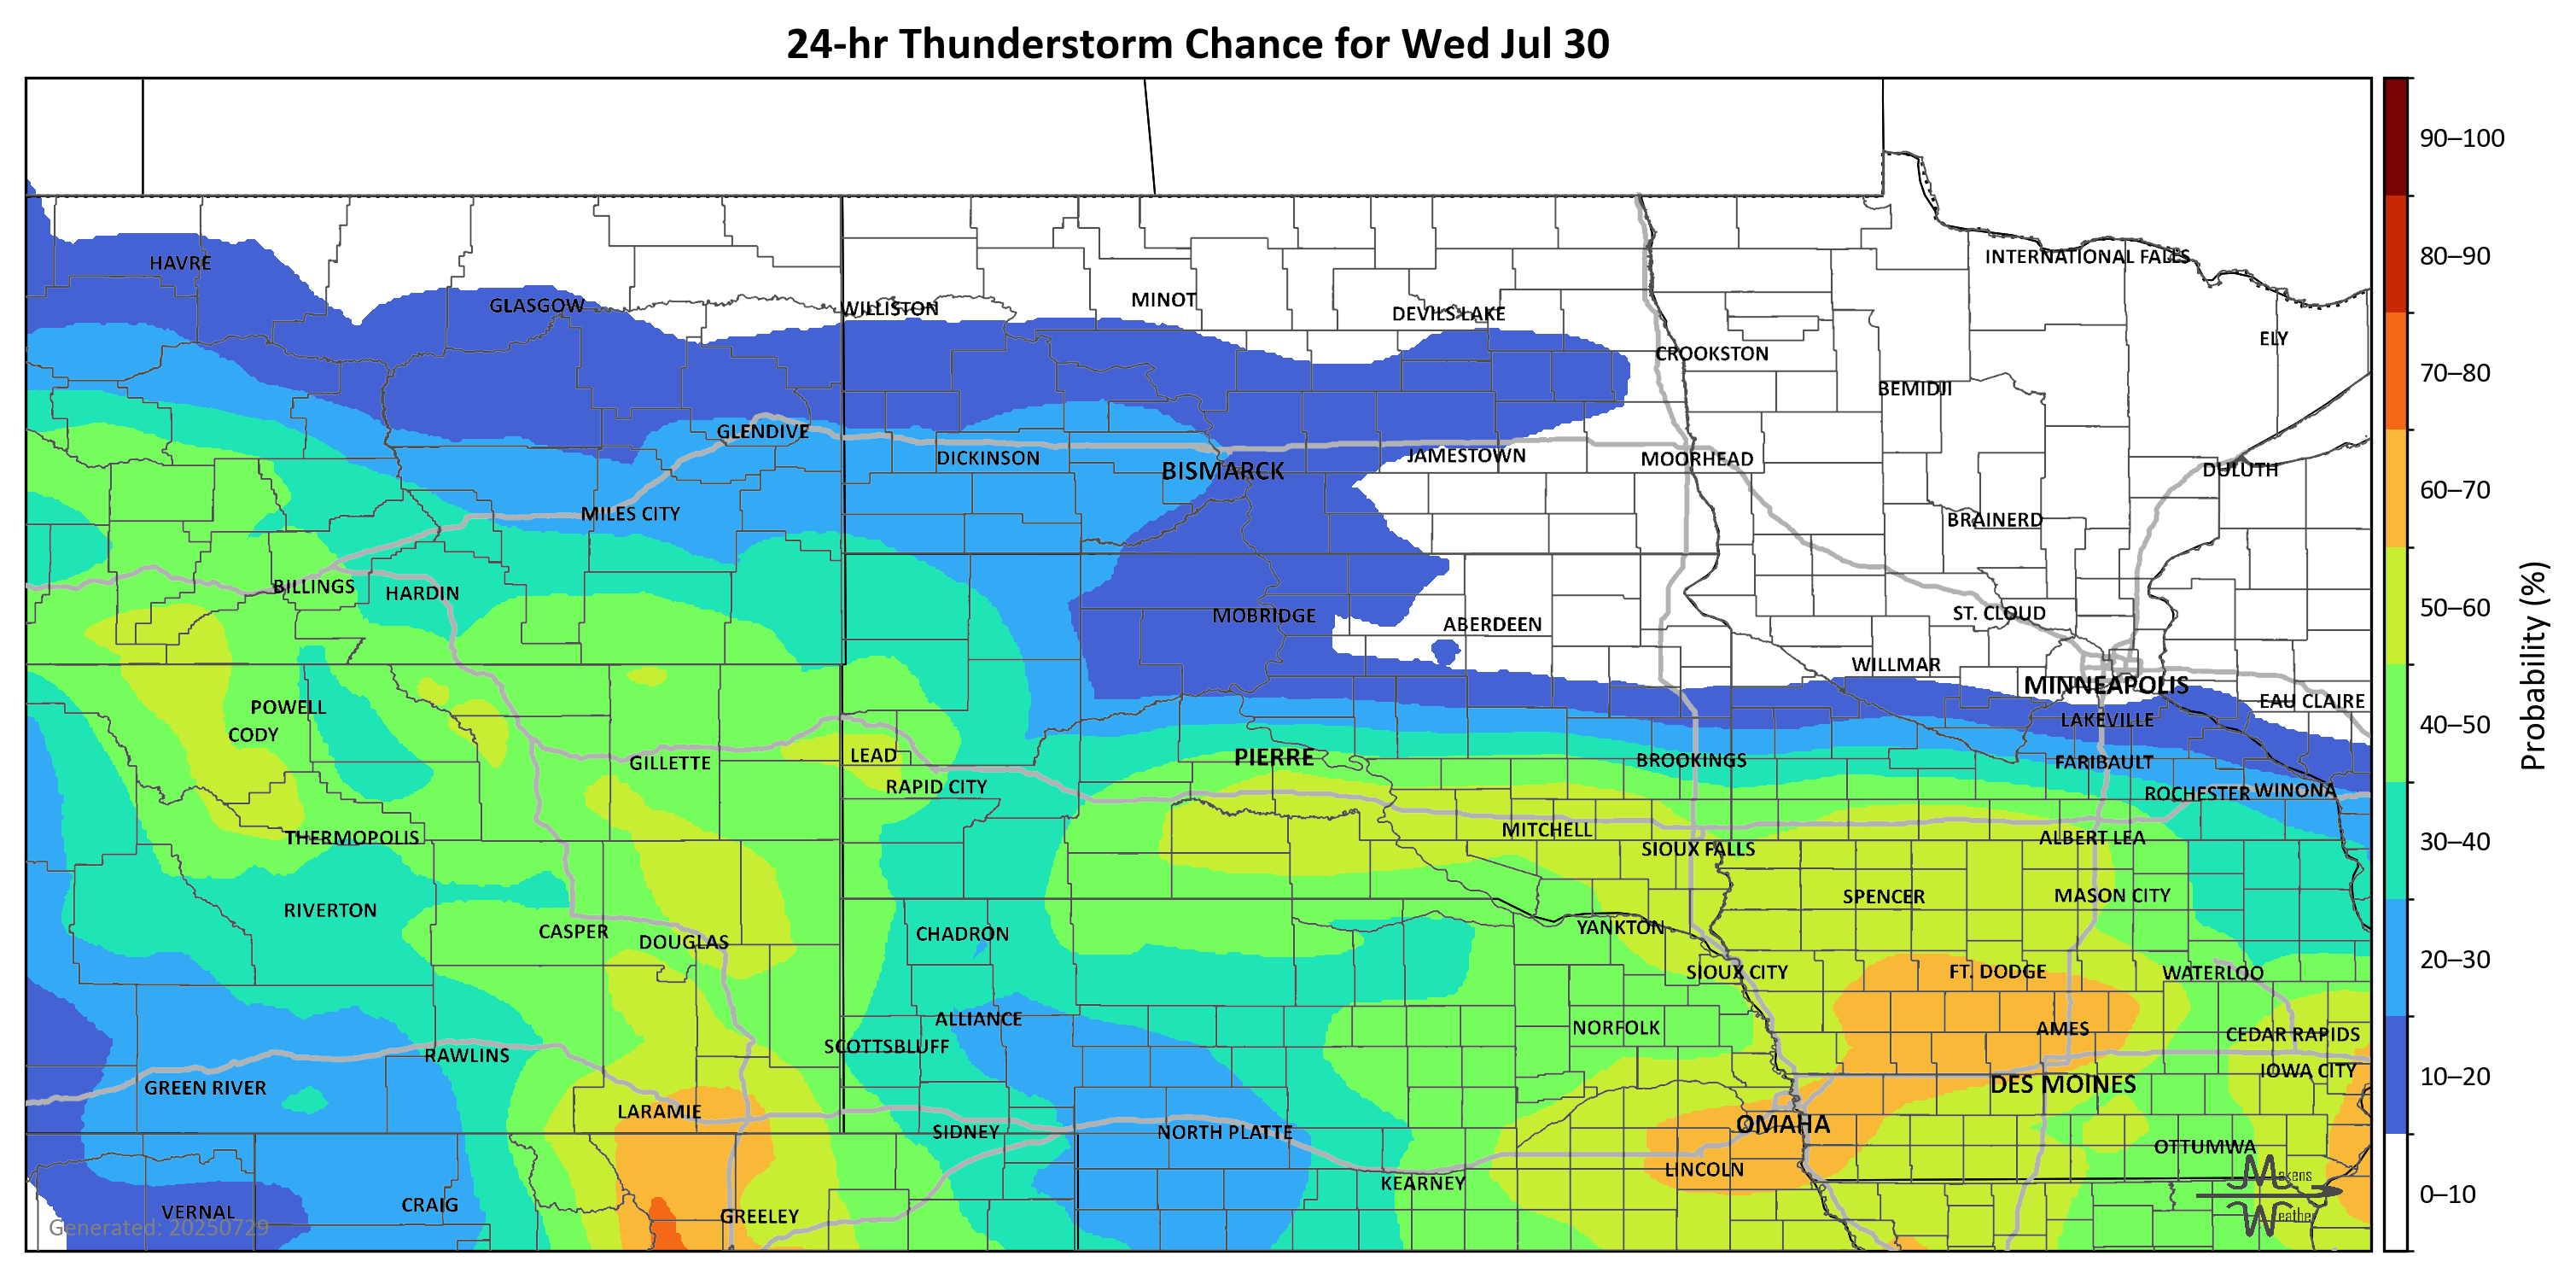 24-hr Thunderstorm Chance for Wed Jul 30
90–100
INTERNATIONAL FALLS
80–90
HAVRE
GLASGOW
WILLISTON
MINOT
DEVILS LAKE
ELY
CROOKSTON
70–80
BEMIDJI
GLENDIVE
DICKINSON
BISMARCK
JAMESTOWN
MOORHEAD
DULUTH
60–70
MILES CITY
BRAINERD
BILLINGS
HARDIN
MOBRIDGE
ABERDEEN
ST. CLOUD
50–60
WILLMAR
MINNEAPOLIS
EAU CLAIRE
POWELL
LAKEVILLE
40–50
CODY
LEAD
PIERRE
BROOKINGS
FARIBAULT
GILLETTE
RAPID CITY
ROCHESTER
WINONA
Probability (%)
THERMOPOLIS
MITCHELL
ALBERT LEA
30–40
SIOUX FALLS
SPENCER
MASON CITY
RIVERTON
CASPER
DOUGLAS
CHADRON
YANKTON
SIOUX CITY
FT. DODGE
WATERLOO
20–30
ALLIANCE
NORFOLK
AMES
CEDAR RAPIDS
SCOTTSBLUFF
RAWLINS
IOWA CITY
GREEN RIVER
DES MOINES
10–20
LARAMIE
OMAHA
SIDNEY
NORTH PLATTE
OTTUMWA
LINCOLN
KEARNEY
Makens
Weather
CRAIG
VERNAL
GREELEY
0–10
Generated: 20250729